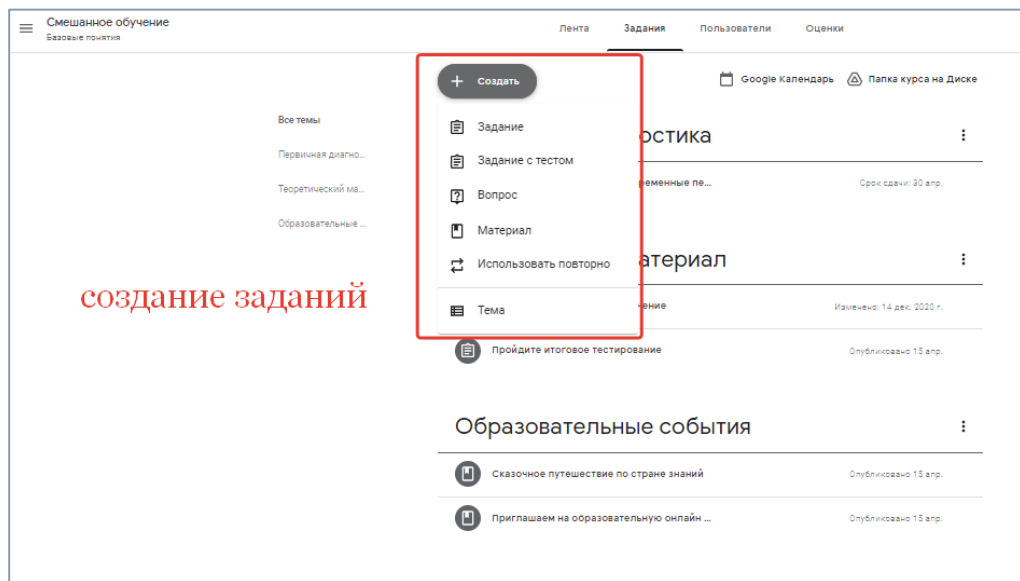 Смешанное обучение
Базовые понятия
Лента Задания Пользователи Оценки
Создать
Google Календарь Папка курса на Диске
Все темы
Первичная диагно...
Теоретический ма...
Образовательные ...
Задание
Задание с тестом
Вопрос
Материал
Использовать повторно
Тема
остика
ременные пе...
Срок сдачи: 30 апр.
атериал
ение
Изменено: 14 дек. 2020 г.
создание заданий
Пройдите итоговое тестирование
Опубликовано 15 апр.
Образовательные события
Сказочное путешествие по стране знаний
Опубликовано 15 апр.
Приглашаем на образовательную онлайн ...
Опубликовано 15 апр.